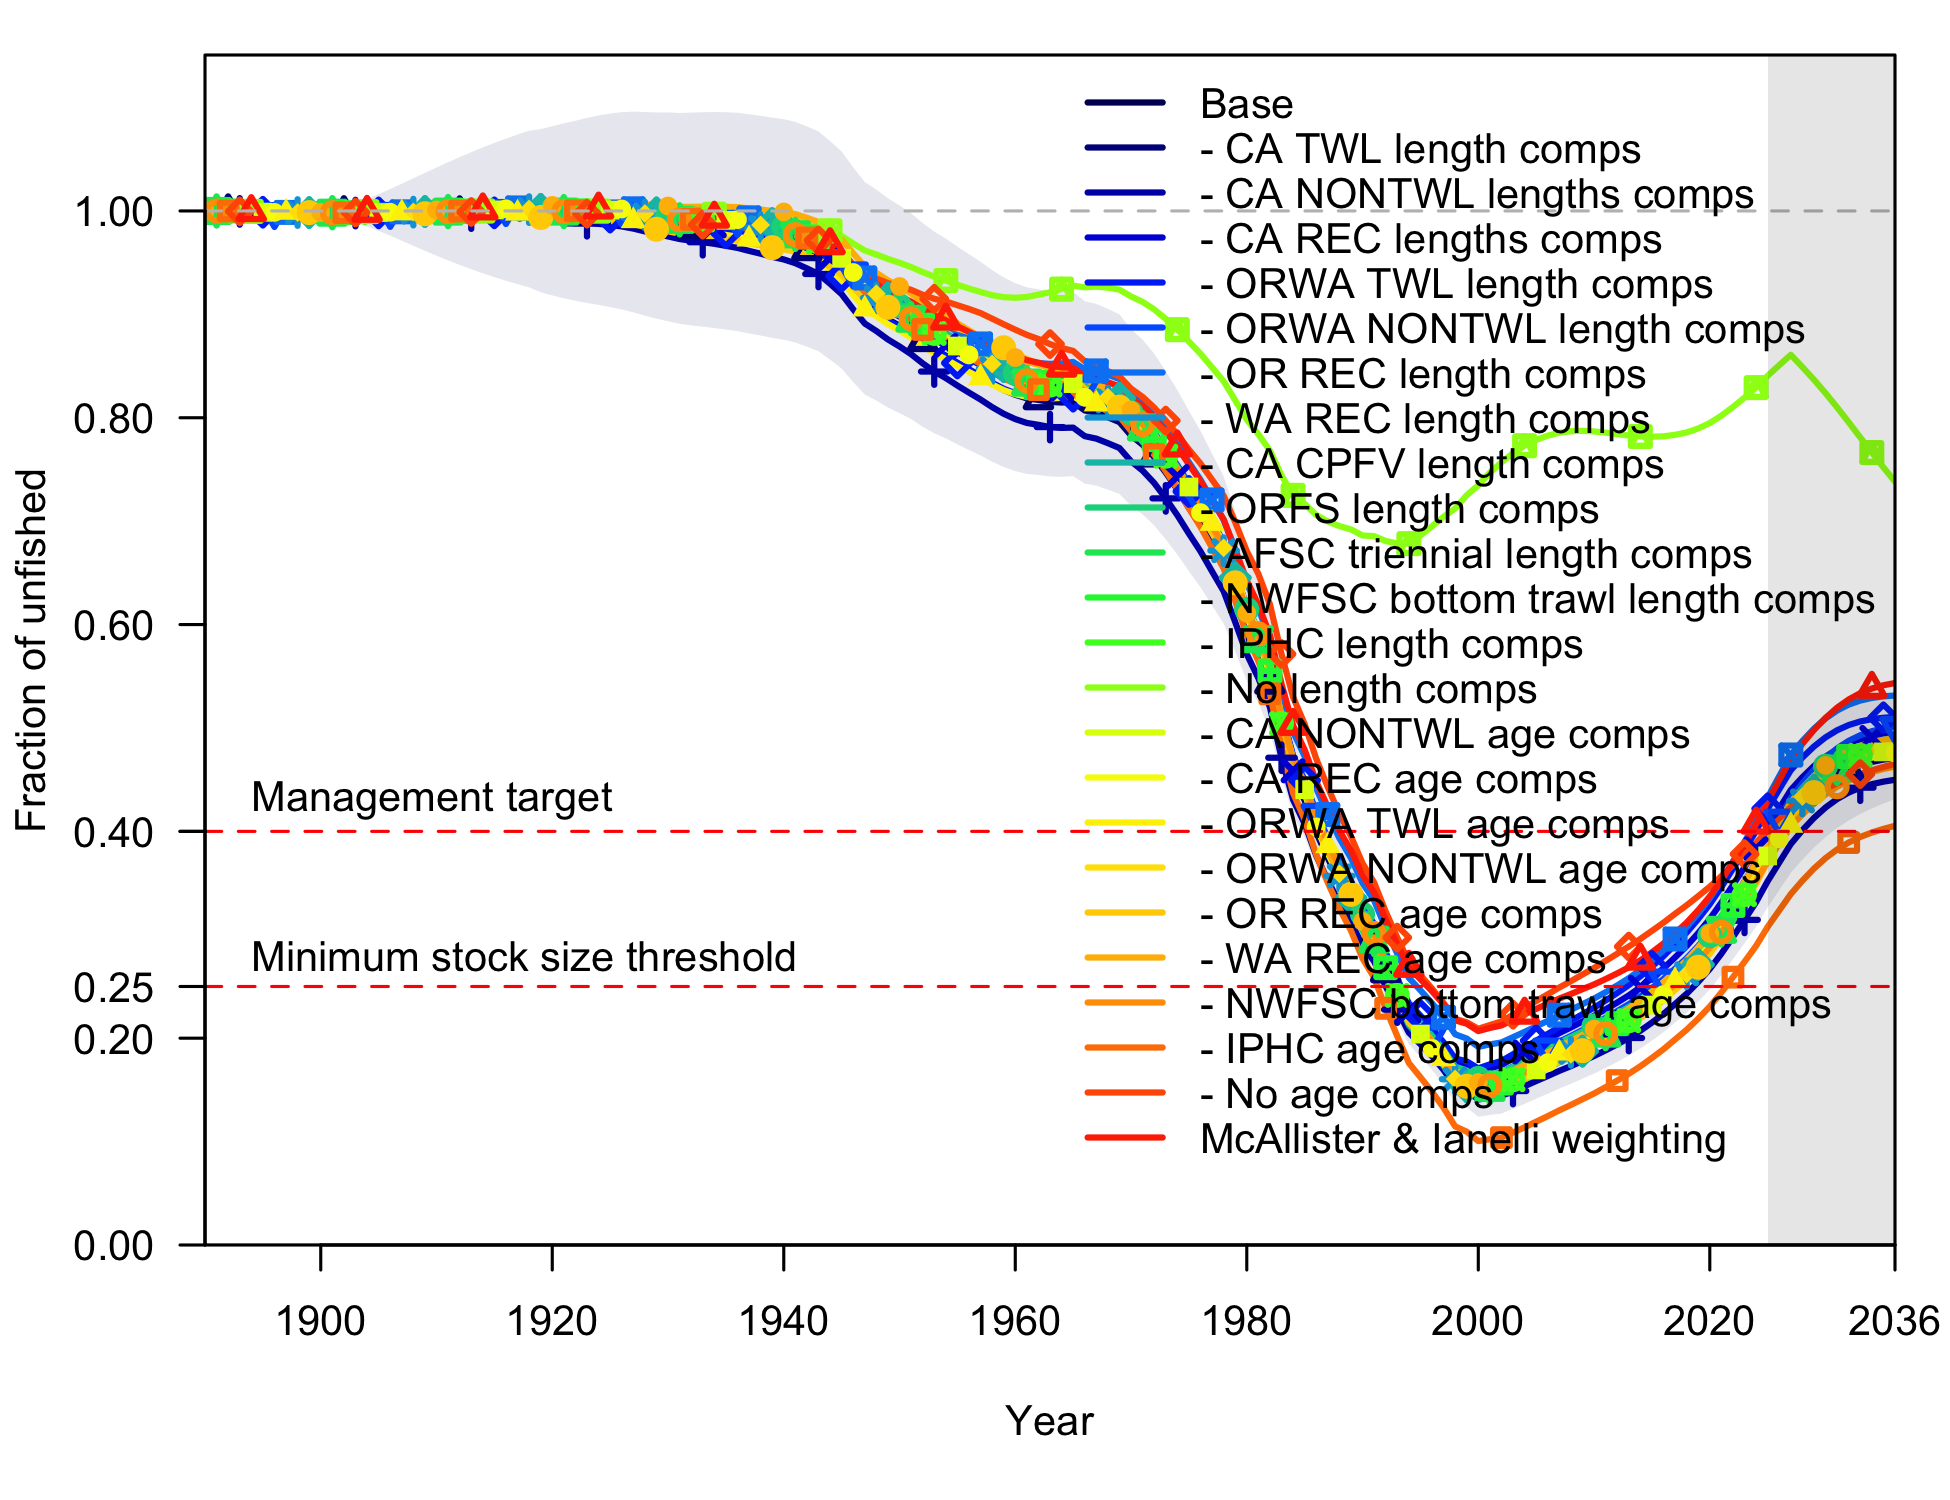 Base
- CA TWL length comps
- CA NONTWL lengths comps
- CA REC lengths comps
- ORWA TWL length comps
- ORWA NONTWL length comps
- OR REC length comps
- WA REC length comps
- CA CPFV length comps
- ORFS length comps
- AFSC triennial length comps
- NWFSC bottom trawl length comps
- IPHC length comps
- No length comps
- CA NONTWL age comps
- CA REC age comps
- ORWA TWL age comps
- ORWA NONTWL age comps
- OR REC age comps
- WA REC age comps
- NWFSC bottom trawl age comps
- IPHC age comps
- No age comps
McAllister & Ianelli weighting
Management target
Minimum stock size threshold
Fraction of unfished
1.00
0.80
0.60
0.40
0.25
0.20
0.00
1900 1920 1940 1960 1980 2000 2020 2036
Year